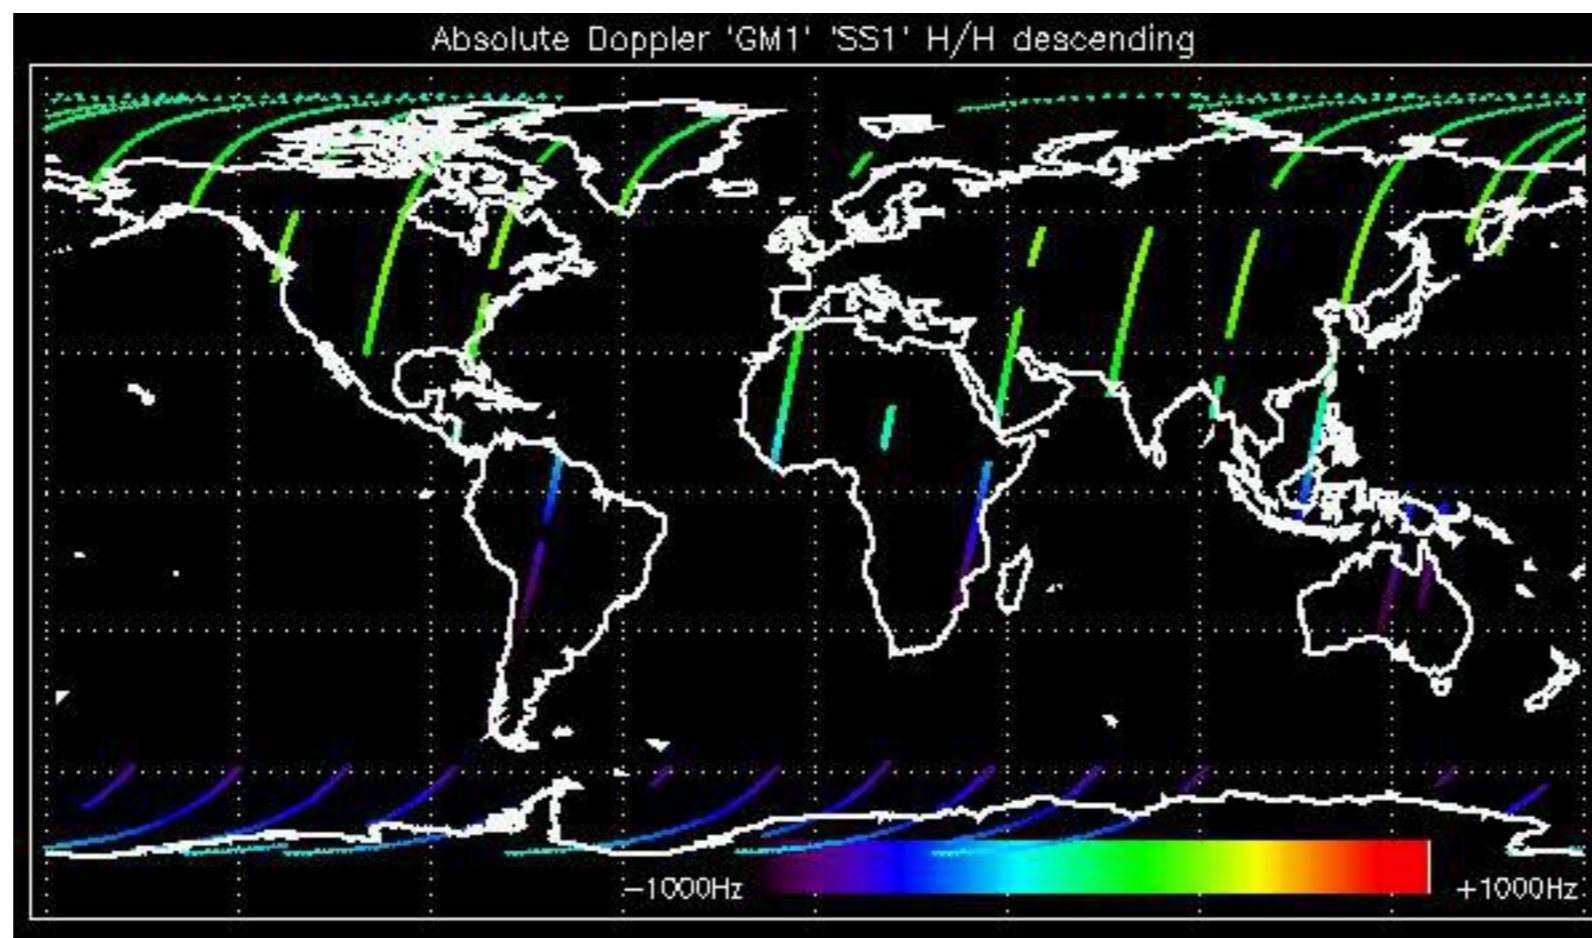 Absolute Doppler 'GM1' 'SS1' H/H descending
−1000Hz +1000Hz